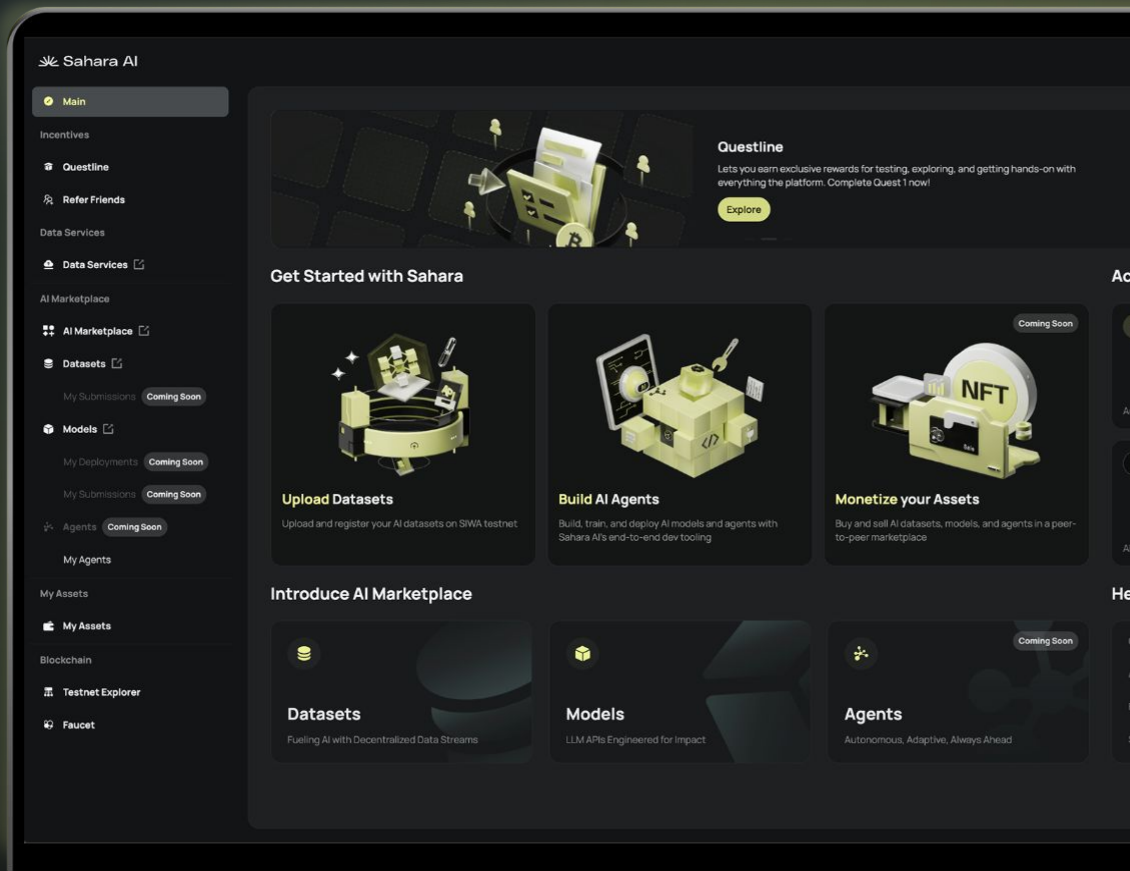 Sahara AI
Main
Incentives
Questline
Refer Friends
Data Services
Data Services
AI Marketplace
AI Marketplace
Datasets
My Submissions Coming Soon
Models
My Deployments Coming Soon
My Submissions Coming Soon
Agents Coming Soon
My Agents
My Assets
My Assets
Blockchain
Testnet Explorer
Faucet
Questline
Lets you earn exclusive rewards for testing, exploring, and getting hands-on with
everything the platform. Complete Quest 1 now!
Explore
Get Started with Sahara
Upload Datasets
Upload and register your AI datasets on SIWA testnet
Build AI Agents
Build, train, and deploy AI models and agents with
Sahara AI's end-to-end dev tooling
Coming Soon
NFT
Monetize your Assets
Buy and sell AI datasets, models, and agents in a peer-
to-peer marketplace
Introduce AI Marketplace
Datasets
Fueling AI with Decentralized Data Streams
Models
LLM APIs Engineered for Impact
Coming Soon
Agents
Autonomous, Adaptive, Always Ahead